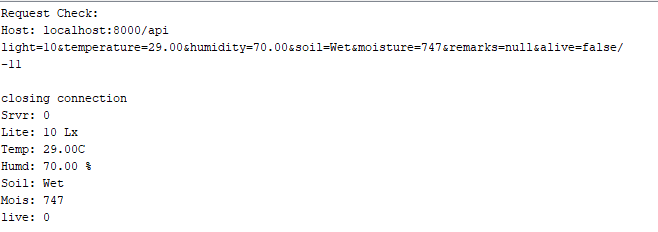 Request Check:
Host: localhost:8000/api
light=10&temperature=29.00&humidity=70.00&soil=Wet&moisture=747&remarks=null&alive=false/
-11
closing connection
Srvr: 0
Lite: 10 Lx
Temp: 29.00C
Humd: 70.00 %
Soil: Wet
Mois: 747
live: 0